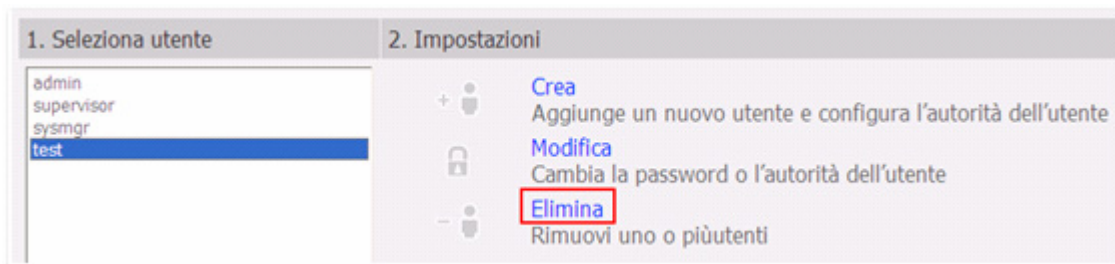 1. Seleziona utente
2. Impostazioni
admin
supervisor
sysmgr
test
Crea
Aggiunge un nuovo utente e configura l'autorità dell'utente
Modifica
Cambia la password o l'autorità dell'utente
Elimina
Rimuovi uno o piùutenti